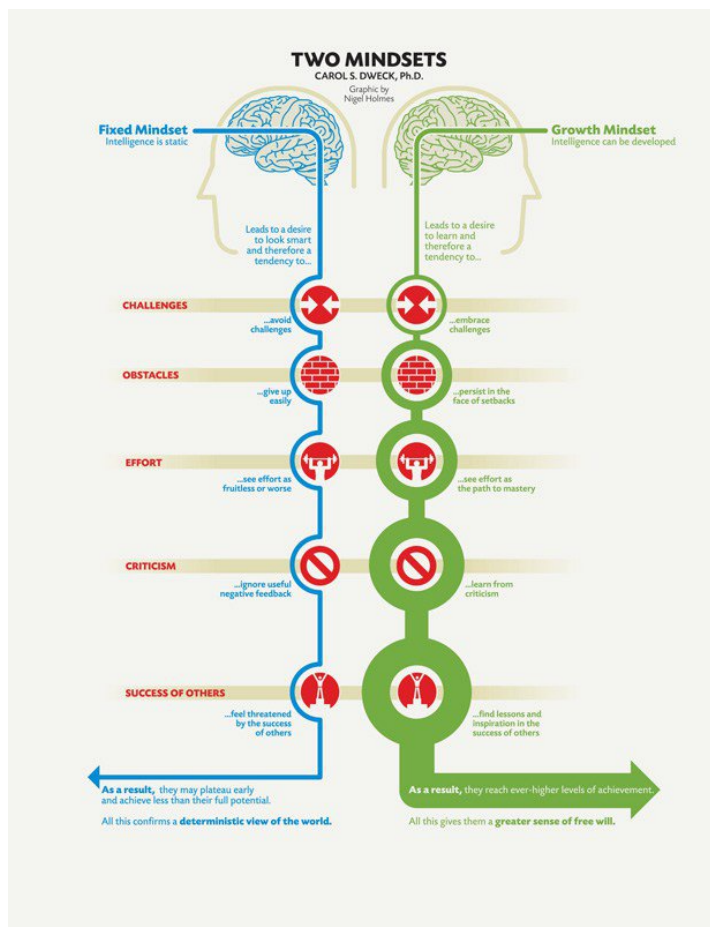 TWO MINDSETS
CAROL S. DWECK, Ph.D.
Graphic by
Nigel Holmes
Fixed Mindset
Intelligence is static
Growth Mindset
Intelligence can be developed
Leads to a desire
to look smart
and therefore a
tendency to...
Leads to a desire
to learn and
therefore a
tendency to...
CHALLENGES
...avoid
challenges
...embrace
challenges
OBSTACLES
...give up
easily
...persist in the
face of setbacks
EFFORT
...see effort as
fruitless or worse
...see effort as
the path to mastery
CRITICISM
...ignore useful
negative feedback
...learn from
criticism
SUCCESS OF OTHERS
...feel threatened
by the success
of others
...find lessons and
inspiration in the
success of others
As a result, they may plateau early
and achieve less than their full potential.
All this confirms a deterministic view of the world.
As a result, they reach ever-higher levels of achievement.
All this gives them a greater sense of free will.